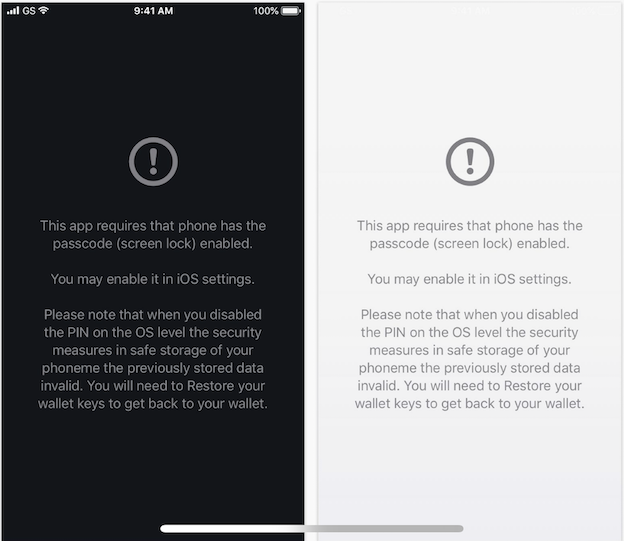 GS 9:41 AM 100%
This app requires that phone has the
passcode (screen lock) enabled.
You may enable it in iOS settings.
Please note that when you disabled
the PIN on the OS level the security
measures in safe storage of your
phoneme the previously stored data
invalid. You will need to Restore your
wallet keys to get back to your wallet.
This app requires that phone has the
passcode (screen lock) enabled.
You may enable it in iOS settings.
Please note that when you disabled
the PIN on the OS level the security
measures in safe storage of your
phoneme the previously stored data
invalid. You will need to Restore your
wallet keys to get back to your wallet.